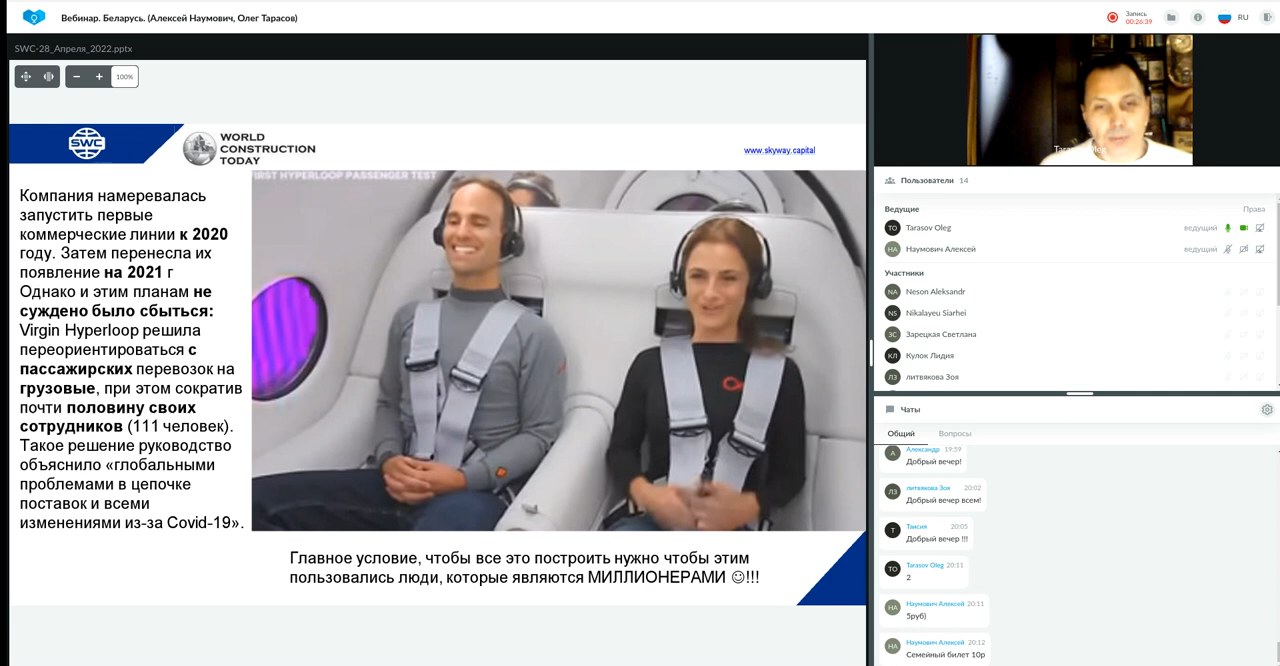 Вебинар. Беларусь. (Алексей Наумович, Олег Тарасов)
Запись
00:26:39
RU
SWC-28_Апреля_2022.pptx
100%
SWC
WORLD
CONSTRUCTION
TODAY
www.skyway.capital
Компания намеревалась
запустить первые
коммерческие линии к 2020
году. Затем перенесла их
появление на 2021 г
Однако и этим планам не
суждено было сбыться:
Virgin Hyperloop решила
переориентироваться с
пассажирских перевозок на
грузовые, при этом сократив
почти половину своих
сотрудников (111 человек).
Такое решение руководство
объяснило «глобальными
проблемами в цепочке
поставок и всеми
изменениями из-за Covid-19».
FIRST HYPERLOOP PASSENGER TEST
Главное условие, чтобы все это построить нужно чтобы этим
пользовались люди, которые являются МИЛЛИОНЕРАМИ ☺!!!
Tarasov Oleg
Пользователи 14
Ведущие Права
TO Tarasov Oleg ведущий
НА Наумович Алексей ведущий
Участники
NA Neson Aleksandr
NS Nikalayeu Siarhei
ЗС Зарецкая Светлана
КЛ Кулок Лидия
ЛЗ литвякова Зоя
Чаты
Общий Вопросы
А Александр 19:59
Добрый вечер!
ЛЗ литвякова Зоя 20:02
Добрый вечер всем!
Т Таисия 20:05
Добрый вечер !!!
TO Tarasov Oleg 20:11
2
НА Наумович Алексей 20:11
5руб)
НА Наумович Алексей 20:12
Семейный билет 10р